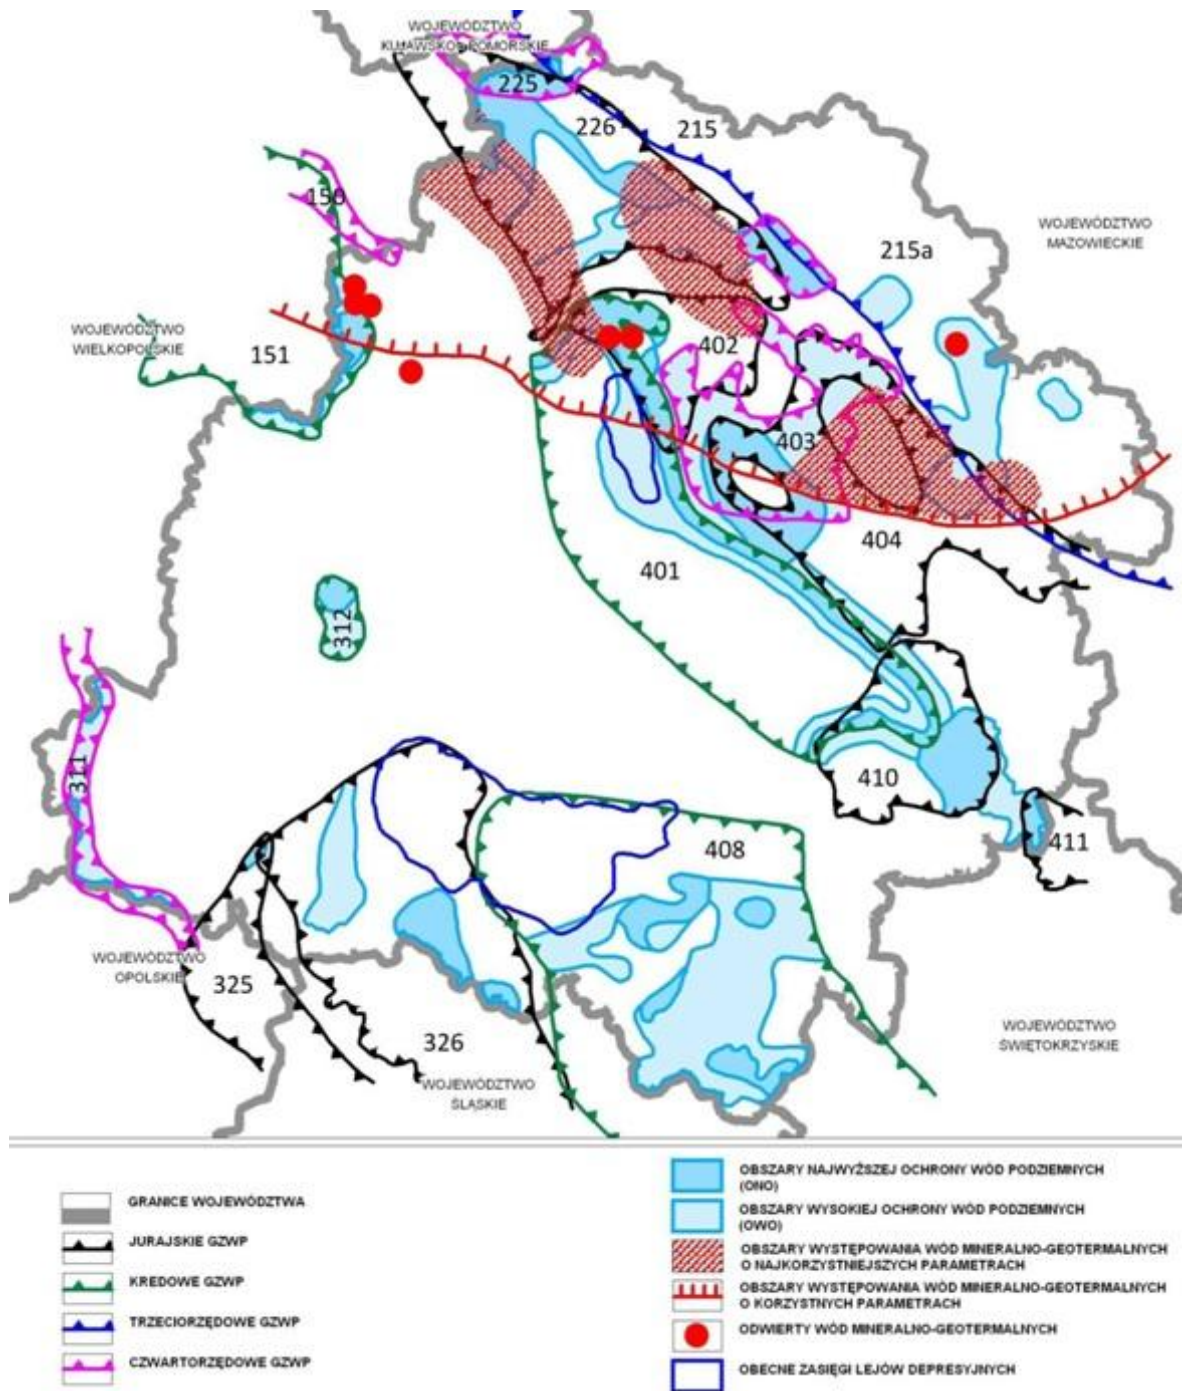 WOJEWÓDZTWO
KUJAWSKO - POMORSKIE
225
226
215
150
WOJEWÓDZTWO
MAZOWIECKIE
215a
WOJEWÓDZTWO
WIELKOPOLSKIE
151
402
403
404
401
312
311
410
411
408
WOJEWÓDZTWO
OPOLSKIE
325
326
WOJEWÓDZTWO
ŚLĄSKIE
WOJEWÓDZTWO
ŚWIĘTOKRZYSKIE
GRANICE WOJEWÓDZTWA
JURAJSKIE GZWP
KREDOWE GZWP
TRZECIORZĘDOWE GZWP
CZWARTORZĘDOWE GZWP
OBSZARY NAJWYŻSZEJ OCHRONY WÓD PODZIEMNYCH
(ONO)
OBSZARY WYSOKIEJ OCHRONY WÓD PODZIEMNYCH
(OWO)
OBSZARY WYSTĘPOWANIA WÓD MINERALNO-GEOTERMALNYCH
O NAJKORZYSTNIEJSZYCH PARAMETRACH
OBSZARY WYSTĘPOWANIA WÓD MINERALNO-GEOTERMALNYCH
O KORZYSTNYCH PARAMETRACH
ODWIERTY WÓD MINERALNO-GEOTERMALNYCH
OBECNE ZASIĘGI LEJÓW DEPRESYJNYCH